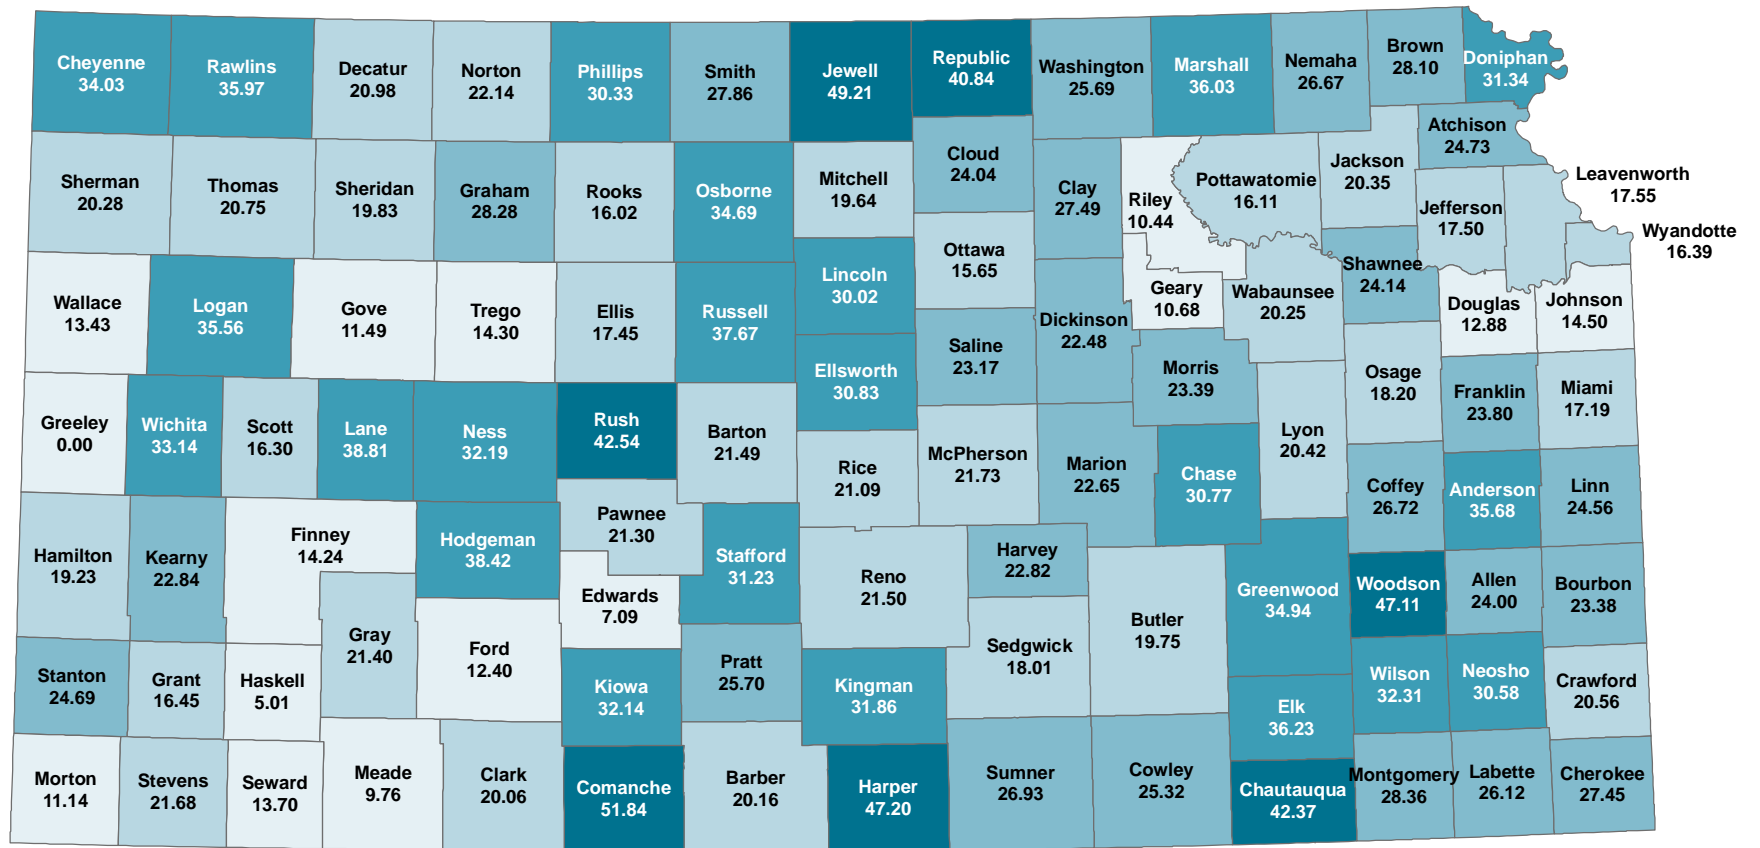 Cheyenne
34.03
Rawlins
35.97
Decatur
20.98
Norton
22.14
Phillips
30.33
Smith
27.86
Jewell
49.21
Republic
40.84
Washington
25.69
Marshall
36.03
Nemaha
26.67
Brown
28.10
Doniphan
31.34
Sherman
20.28
Thomas
20.75
Sheridan
19.83
Graham
28.28
Rooks
16.02
Osborne
34.69
Mitchell
19.64
Cloud
24.04
Clay
27.49
Riley
10.44
Pottawatomie
16.11
Jackson
20.35
Atchison
24.73
Jefferson
17.50
Leavenworth
17.55
Wyandotte
16.39
Wallace
13.43
Logan
35.56
Gove
11.49
Trego
14.30
Ellis
17.45
Russell
37.67
Lincoln
30.02
Ottawa
15.65
Dickinson
22.48
Geary
10.68
Wabaunsee
20.25
Shawnee
24.14
Douglas
12.88
Johnson
14.50
Ellsworth
30.83
Saline
23.17
Morris
23.39
Osage
18.20
Franklin
23.80
Miami
17.19
Greeley
0.00
Wichita
33.14
Scott
16.30
Lane
38.81
Ness
32.19
Rush
42.54
Barton
21.49
Rice
21.09
McPherson
21.73
Marion
22.65
Chase
30.77
Lyon
20.42
Coffey
26.72
Anderson
35.68
Linn
24.56
Hamilton
19.23
Kearny
22.84
Finney
14.24
Hodgeman
38.42
Pawnee
21.30
Stafford
31.23
Edwards
7.09
Reno
21.50
Harvey
22.82
Butler
19.75
Greenwood
34.94
Woodson
47.11
Allen
24.00
Bourbon
23.38
Stanton
24.69
Grant
16.45
Haskell
5.01
Gray
21.40
Ford
12.40
Kiowa
32.14
Pratt
25.70
Kingman
31.86
Sedgwick
18.01
Elk
36.23
Wilson
32.31
Neosho
30.58
Crawford
20.56
Morton
11.14
Stevens
21.68
Seward
13.70
Meade
9.76
Clark
20.06
Comanche
51.84
Barber
20.16
Harper
47.20
Sumner
26.93
Cowley
25.32
Chautauqua
42.37
Montgomery
28.36
Labette
26.12
Cherokee
27.45